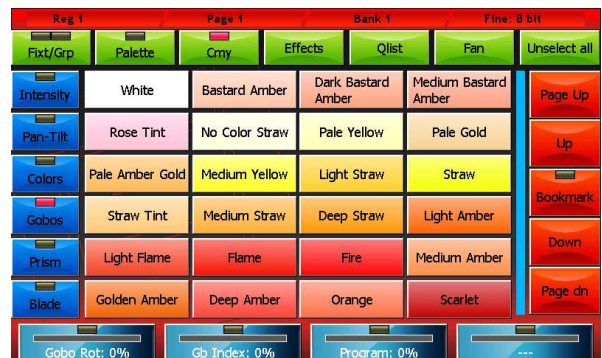 Reg 1 Page 1 Bank 1 Fine: 8 bit
Fixt/Grp Palette Cmy Effects Qlist Fan Unselect all
Intensity White Bastard Amber Dark Bastard Amber Medium Bastard Amber Page Up
Pan-Tilt Rose Tint No Color Straw Pale Yellow Pale Gold Up
Colors Pale Amber Gold Medium Yellow Light Straw Straw Bookmark
Gobos Straw Tint Medium Straw Deep Straw Light Amber
Prism Light Flame Flame Fire Medium Amber Down
Blade Golden Amber Deep Amber Orange Scarlet Page dn
Gobo Rot: 0% Gb Index: 0% Program: 0% ---